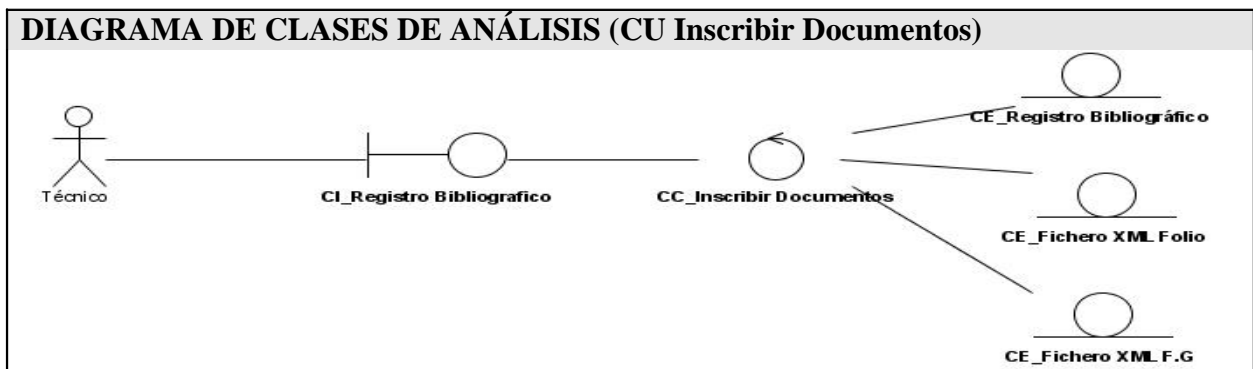 DIAGRAMA DE CLASES DE ANÁLISIS (CU Inscribir Documentos)
CE_Registro Bibliográfico
Técnico
CI_Registro Bibliografico
CC_Inscribir Documentos
CE_Fichero XML Folio
CE_Fichero XML F.G